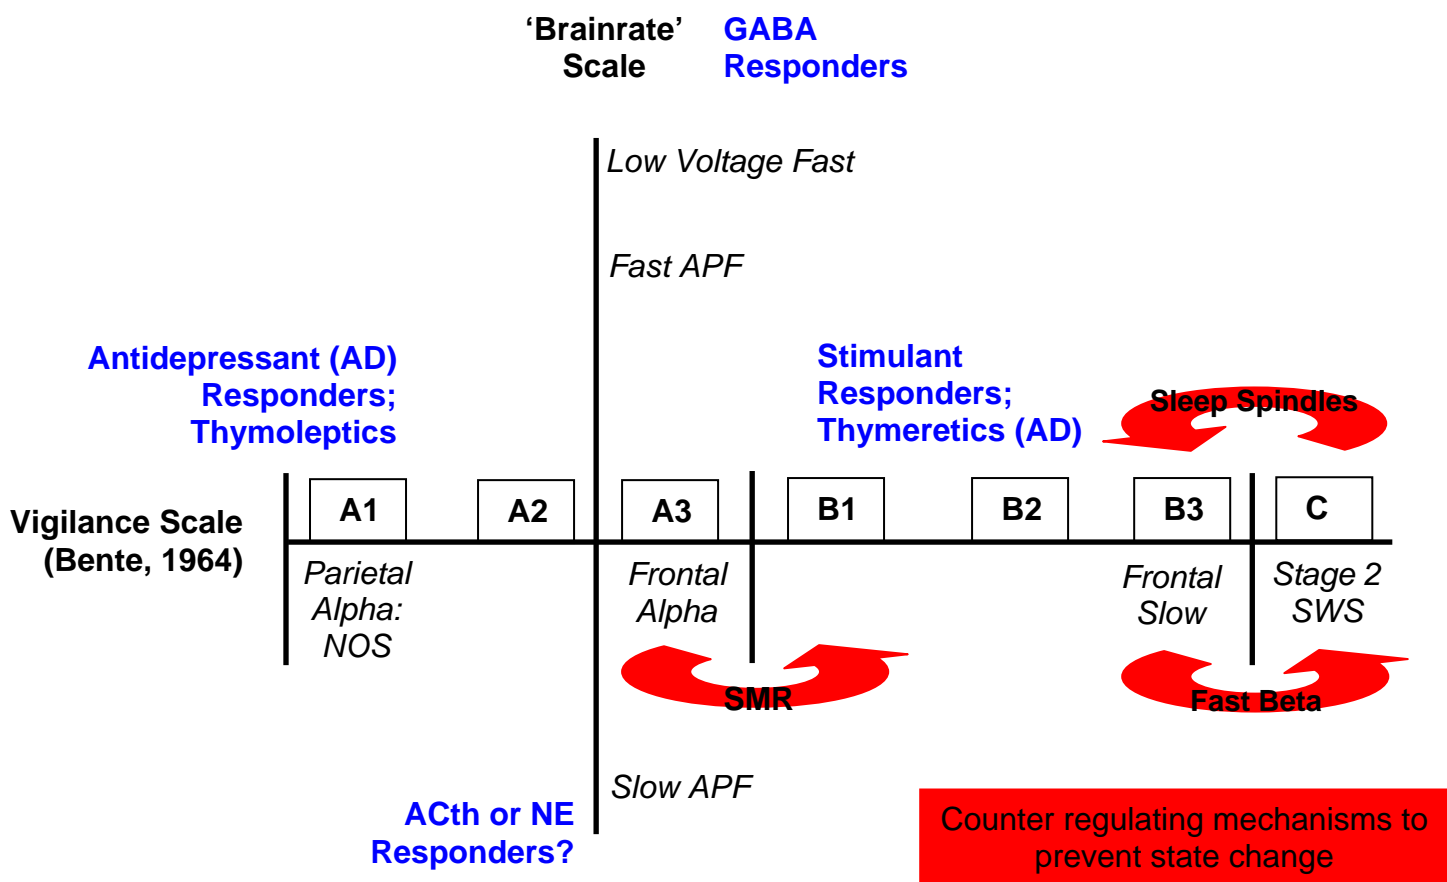 ‘Brainrate’
Scale
GABA
Responders
Low Voltage Fast
Fast APF
Antidepressant (AD)
Responders;
Thymoleptics
Stimulant
Responders;
Thymeretics (AD)
Sleep Spindles
Vigilance Scale
(Bente, 1964)
A1
A2
A3
B1
B2
B3
C
Parietal
Alpha:
NOS
Frontal
Alpha
Frontal
Slow
Stage 2
SWS
SMR
Fast Beta
Slow APF
ACth or NE
Responders?
Counter regulating mechanisms to
prevent state change